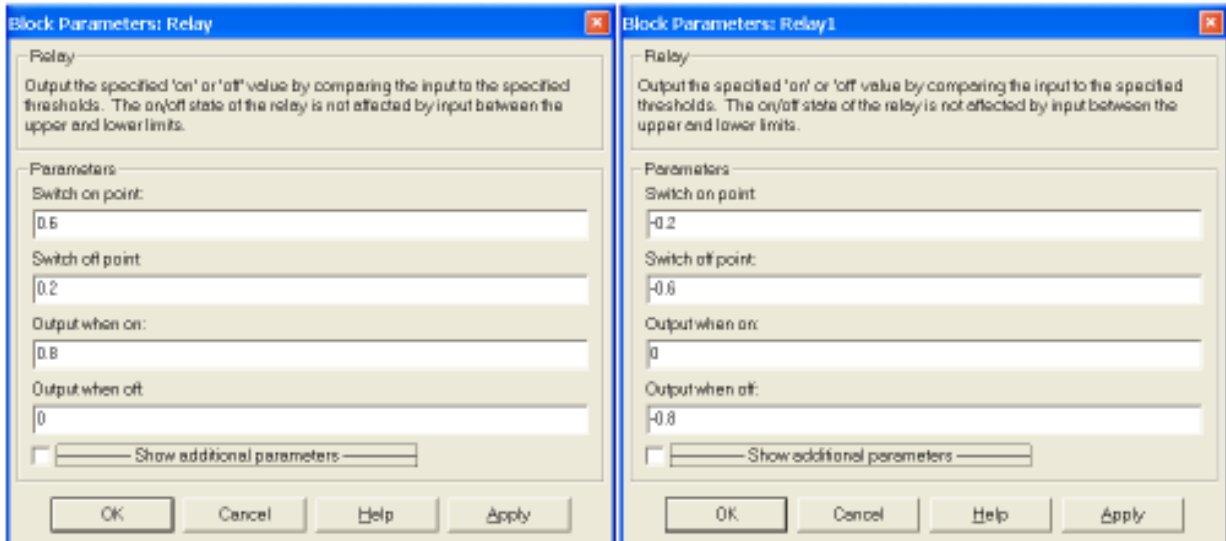 Block Parameters: Relay
Relay
Output the specified 'on' or 'off' value by comparing the input to the specified
thresholds. The on/off state of the relay is not affected by input between the
upper and lower limits.
Parameters
Switch on point:
0.6
Switch off point:
0.2
Output when on:
0.8
Output when off:
0
Show additional parameters
OK
Cancel
Help
Apply
Block Parameters: Relay1
Relay
Output the specified 'on' or 'off' value by comparing the input to the specified
thresholds. The on/off state of the relay is not affected by input between the
upper and lower limits.
Parameters
Switch on point:
-0.2
Switch off point:
-0.6
Output when on:
0
Output when off:
-0.8
Show additional parameters
OK
Cancel
Help
Apply